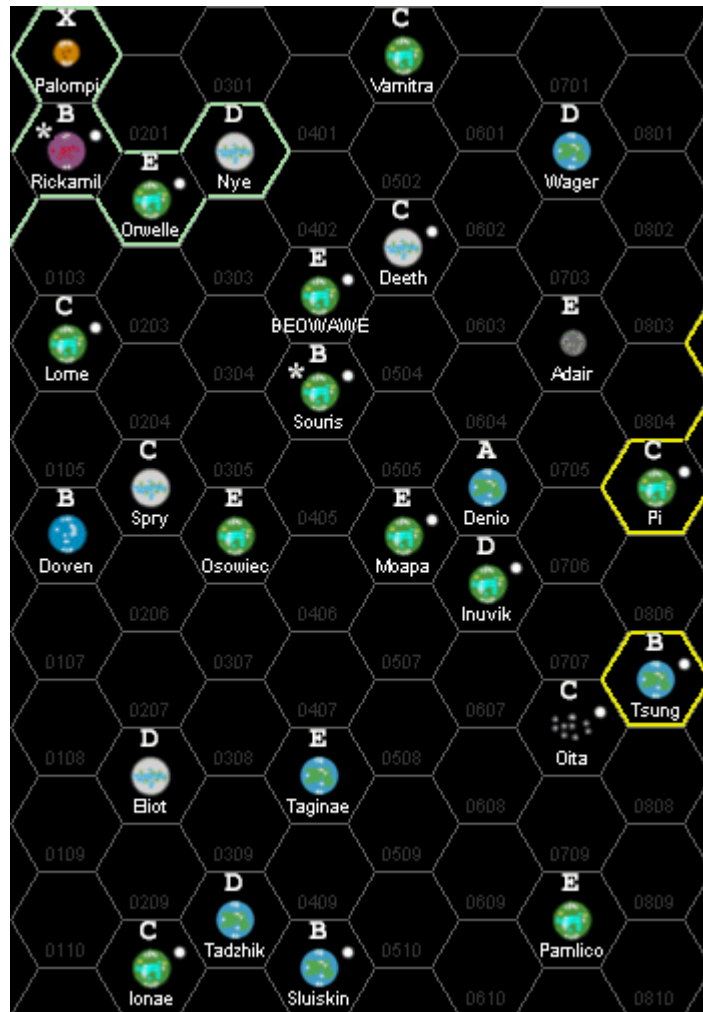 X C
Palompi 0301 Vamitra 0701
B D D
* 0201 0401 0601 0801
E
Rickamil Nye 0502 Wager
C
Orwelle 0402 0602 0802
E
0103 0303 Deeth 0703
C E
0203 BEOWAWE 0603 0803
B
Lorne 0304 * 0504 Adair
0204 Souris 0604 0804
C A C
0105 0305 0505 0705
B E E
Spry 0405 Denio Pi
D
Doven Osowiec Moapa 0706
0206 0406 Inuvik 0806
B
0107 0307 0507 0707
C
0207 0407 0607 Tsung
D E
0108 0308 0508 Oita
Eliot Taginae 0608 0808
0109 0309 0509 0709
D E
0209 0409 0609 0809
C B
0110 Tadzhik 0510 Pamlico
Ionae Sluiskin 0610 0810